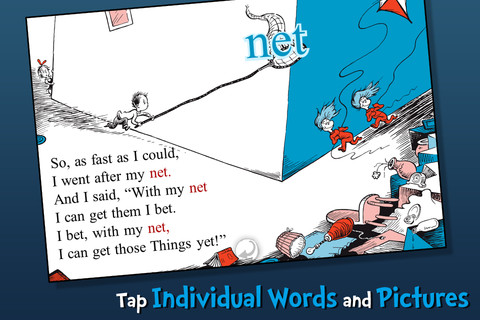 net
So, as fast as I could,
I went after my net.
And I said, “With my net
I can get them I bet.
I bet, with my net,
I can get those Things yet!”
Tap Individual Words and Pictures